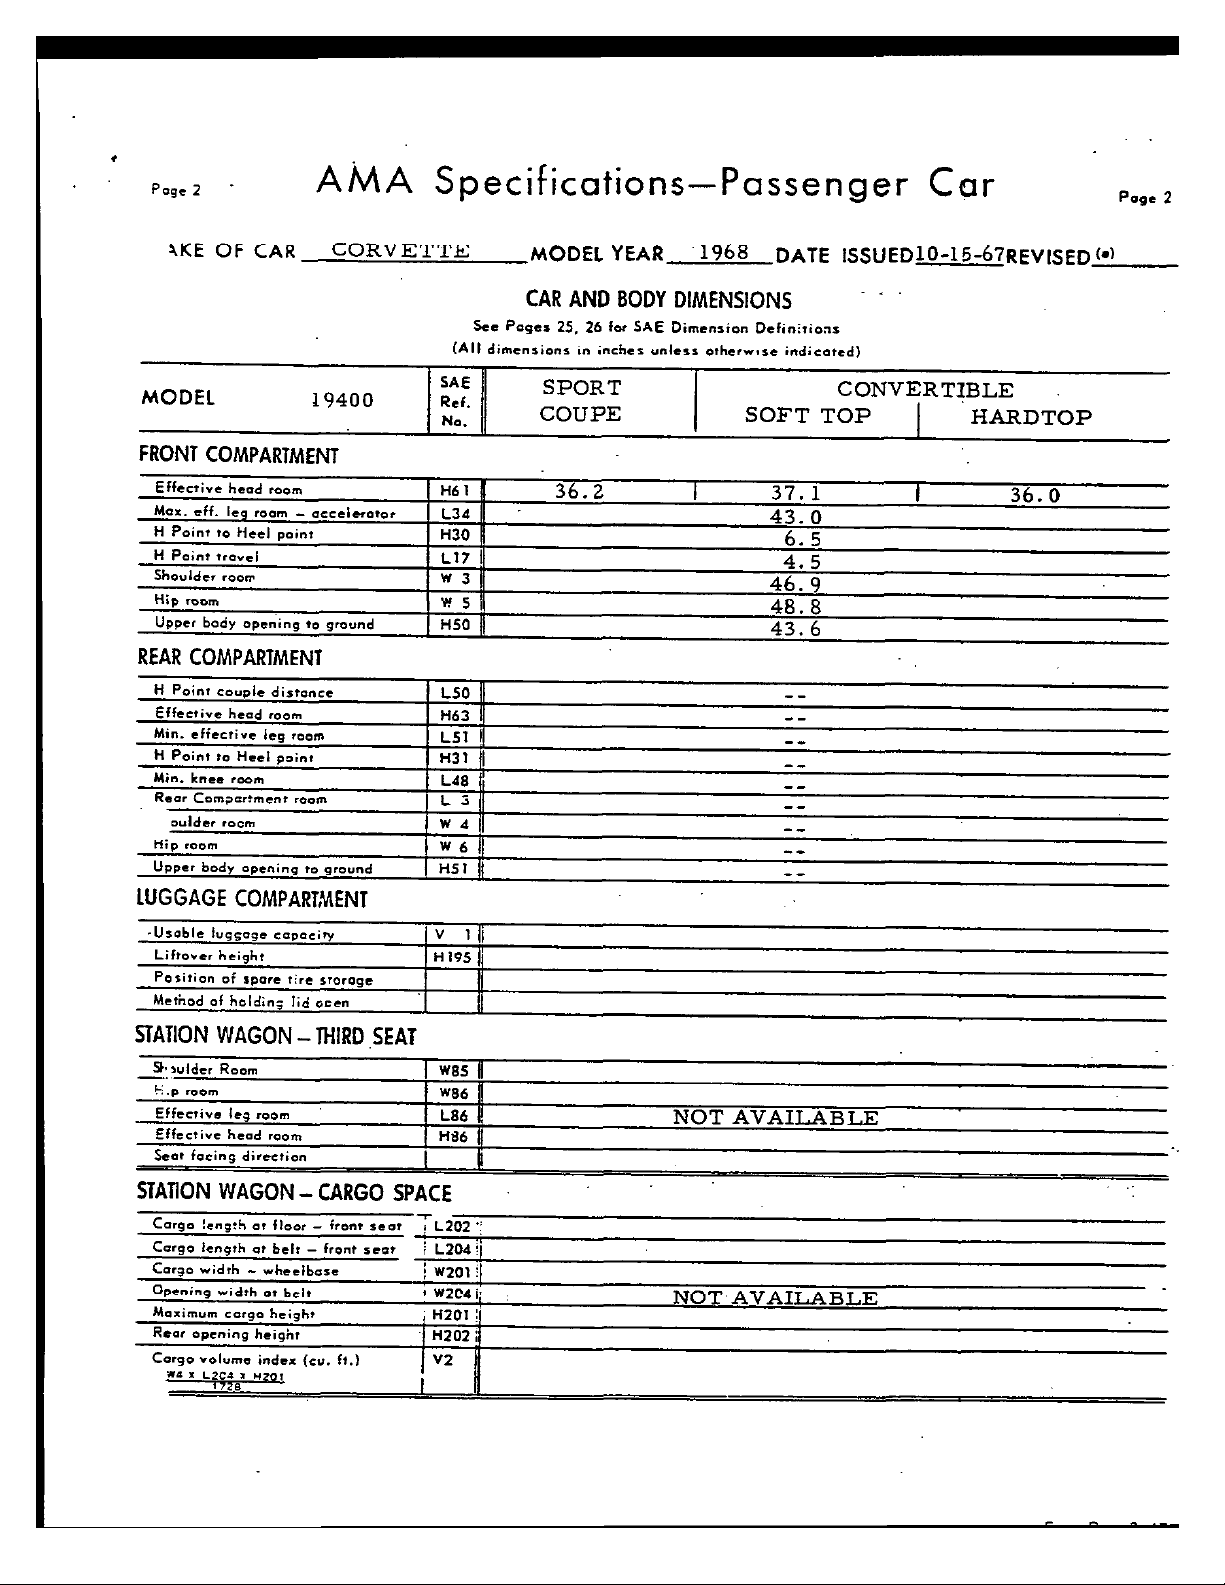 Page 2 AMA Specifications—Passenger Car Page 2
AKE OF CAR CORVETTE MODEL YEAR 1968 DATE ISSUED 10-15-67 REVISED (•)
CAR AND BODY DIMENSIONS
See Pages 25, 26 for SAE Dimension Definitions
(All dimensions in inches unless otherwise indicated)
MODEL 19400 SAE Ref. No. SPORT COUPE CONVERTIBLE
SOFT TOP HARDTOP
FRONT COMPARTMENT
Effective head room H61 36.2 37.1 36.0
Max. eff. leg room – accelerator L34 43.0
H Point to Heel point H30 6.5
H Point travel L17 4.5
Shoulder room W 3 46.9
Hip room W 5 48.8
Upper body opening to ground H50 43.6
REAR COMPARTMENT
H Point couple distance L50 --
Effective head room H63 --
Min. effective leg room L51 --
H Point to Heel point H31 --
Min. knee room L48 --
Rear Compartment room L 3 --
oulder room W 4 --
Hip room W 6 --
Upper body opening to ground H51 --
LUGGAGE COMPARTMENT
Usable luggage capacity V 1
Liftover height H195
Position of spare tire storage
Method of holding lid open
STATION WAGON – THIRD SEAT
Shoulder Room W85
Hip room W86
Effective leg room L86 NOT AVAILABLE
Effective head room H86
Seat facing direction
STATION WAGON – CARGO SPACE
Cargo length at floor – front seat L202
Cargo length at belt – front seat L204
Cargo width – wheelbase W201
Opening width at belt W204 NOT AVAILABLE
Maximum cargo height H201
Rear opening height H202
Cargo volume index (cu. ft.) V2
W4 x L204 x H201
1728